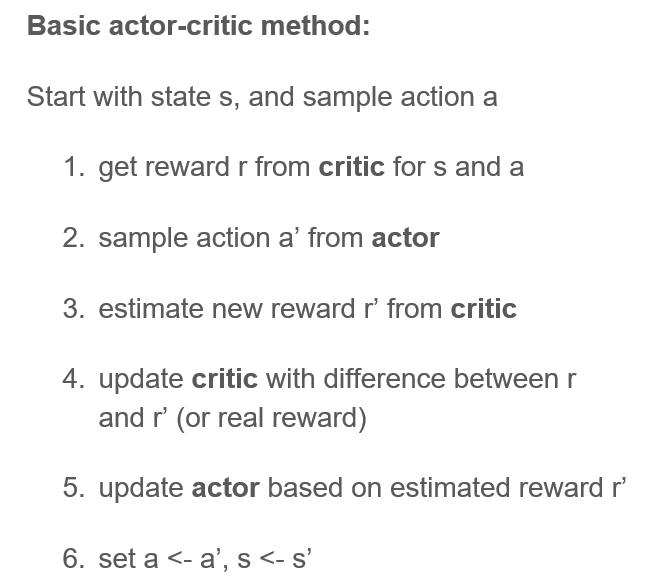 Basic actor-critic method:
Start with state s, and sample action a
1. get reward r from critic for s and a
2. sample action a’ from actor
3. estimate new reward r’ from critic
4. update critic with difference between r
and r’ (or real reward)
5. update actor based on estimated reward r’
6. set a <- a’, s <- s’